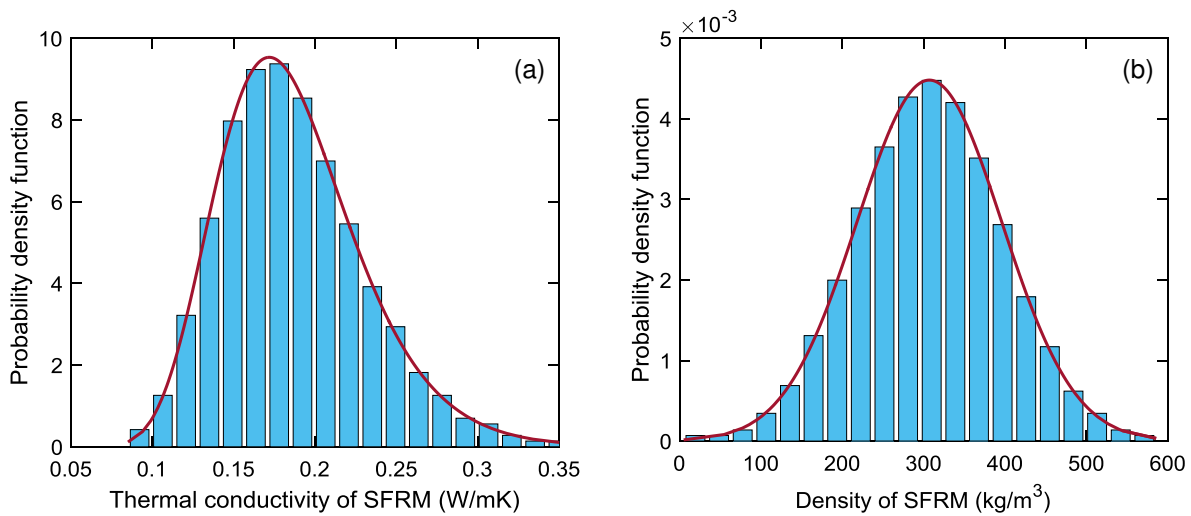 (a)
Probability density function
10
8
6
4
2
0
0.05 0.1 0.15 0.2 0.25 0.3 0.35
Thermal conductivity of SFRM (W/mK)
×10⁻³
(b)
Probability density function
5
4
3
2
1
0
0 100 200 300 400 500 600
Density of SFRM (kg/m³)